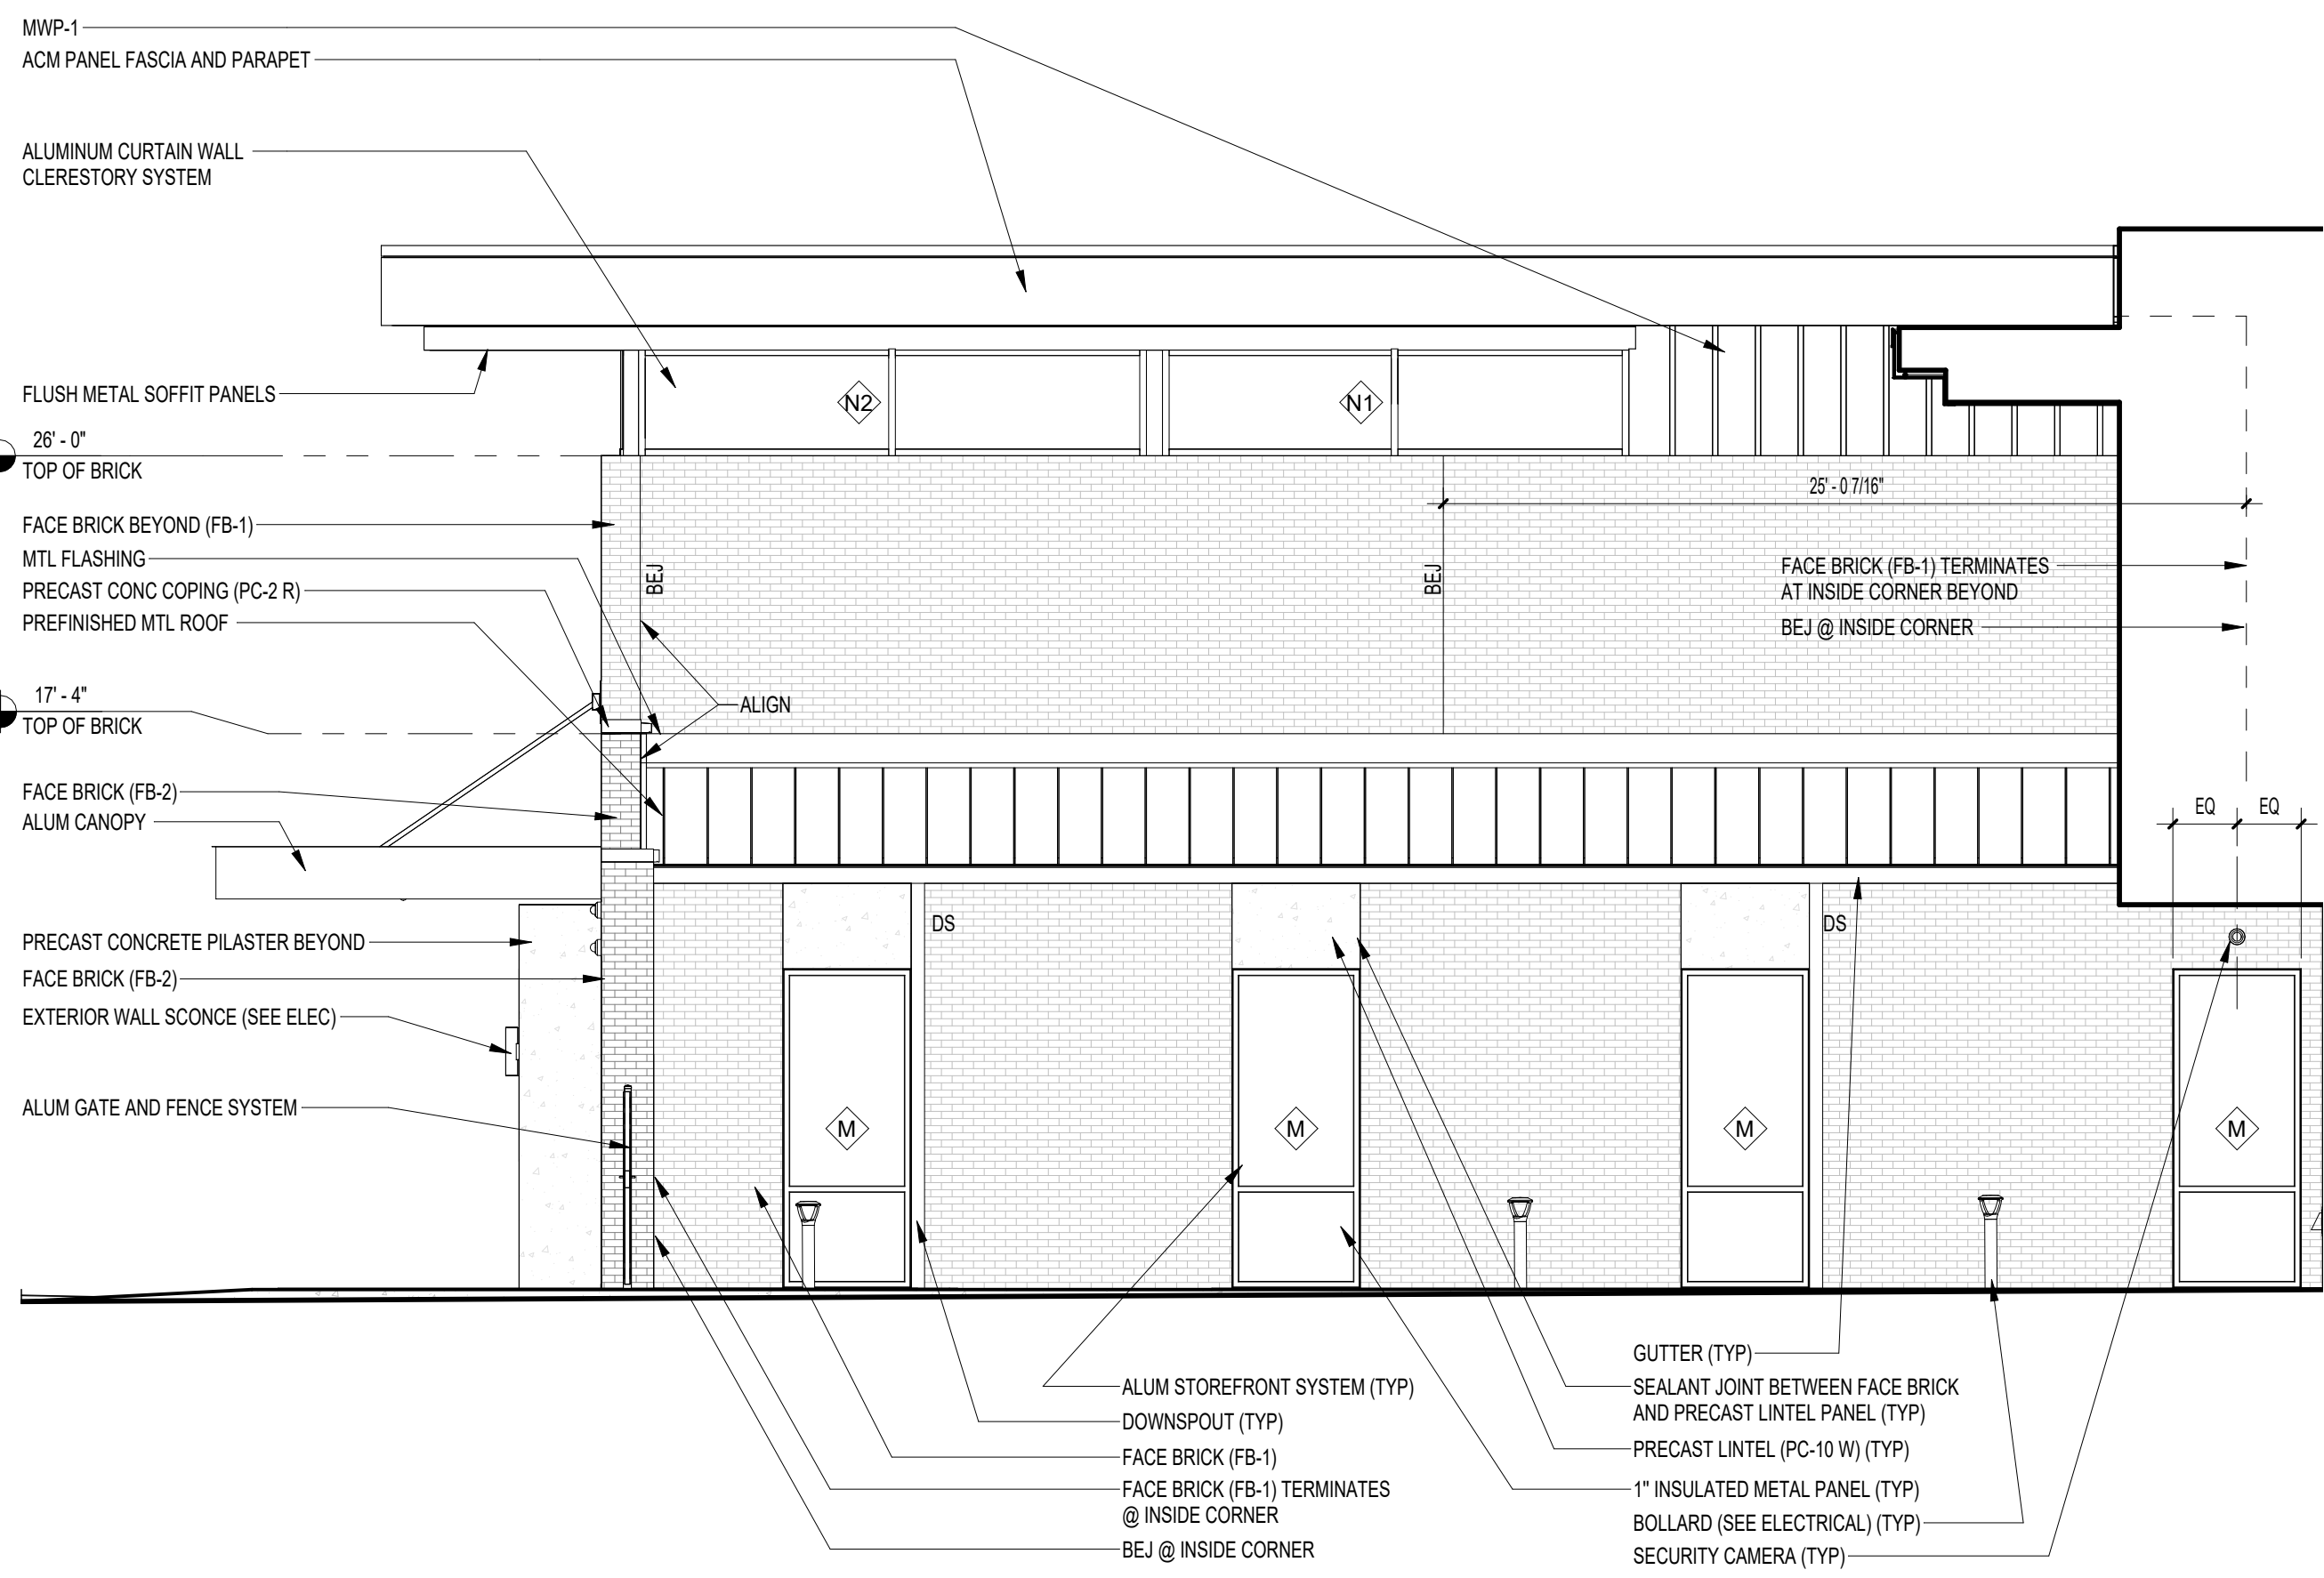 MWP-1
ACM PANEL FASCIA AND PARAPET
ALUMINUM CURTAIN WALL
CLERESTORY SYSTEM
FLUSH METAL SOFFIT PANELS
N2
N1
26' - 0"
TOP OF BRICK
25' - 0 7/16"
FACE BRICK BEYOND (FB-1)
MTL FLASHING
PRECAST CONC COPING (PC-2 R)
PREFINISHED MTL ROOF
BEJ
BEJ
FACE BRICK (FB-1) TERMINATES
AT INSIDE CORNER BEYOND
BEJ @ INSIDE CORNER
17' - 4"
TOP OF BRICK
ALIGN
FACE BRICK (FB-2)
ALUM CANOPY
EQ
EQ
DS
DS
PRECAST CONCRETE PILASTER BEYOND
FACE BRICK (FB-2)
EXTERIOR WALL SCONCE (SEE ELEC)
ALUM GATE AND FENCE SYSTEM
M
M
M
M
ALUM STOREFRONT SYSTEM (TYP)
DOWNSPOUT (TYP)
FACE BRICK (FB-1)
FACE BRICK (FB-1) TERMINATES
@ INSIDE CORNER
BEJ @ INSIDE CORNER
GUTTER (TYP)
SEALANT JOINT BETWEEN FACE BRICK
AND PRECAST LINTEL PANEL (TYP)
PRECAST LINTEL (PC-10 W) (TYP)
1" INSULATED METAL PANEL (TYP)
BOLLARD (SEE ELECTRICAL) (TYP)
SECURITY CAMERA (TYP)